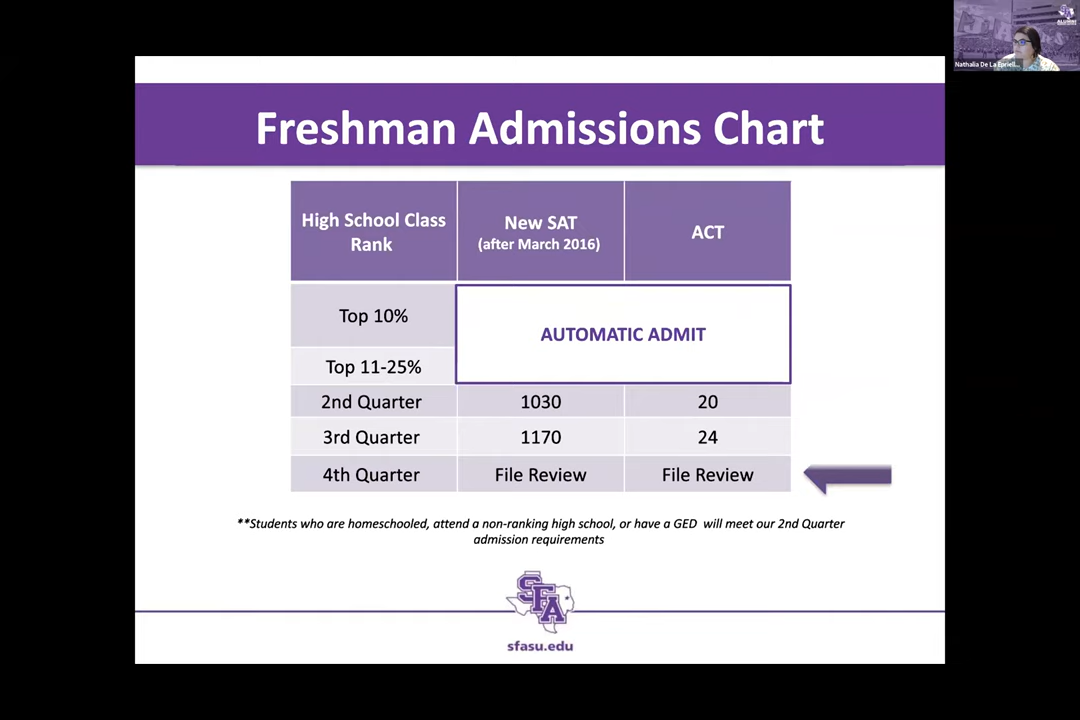 Freshman Admissions Chart
High School Class
Rank
New SAT
(after March 2016)
ACT
Top 10%
AUTOMATIC ADMIT
Top 11-25%
2nd Quarter 1030 20
3rd Quarter 1170 24
4th Quarter File Review File Review
**Students who are homeschooled, attend a non-ranking high school, or have a GED will meet our 2nd Quarter
admission requirements
SFA
sfasu.edu
Nathalia De La